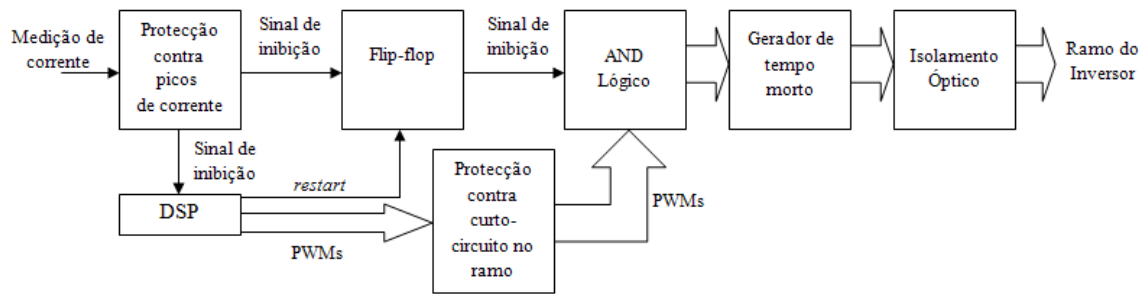 Medição de
corrente
Protecção
contra
picos
de corrente
Sinal de
inibição
Flip-flop
Sinal de
inibição
AND
Lógico
Gerador de
tempo
morto
Isolamento
Óptico
Ramo do
Inversor
Sinal de
inibição
DSP
restart
PWMs
Protecção
contra
curto-
circuito no
ramo
PWMs